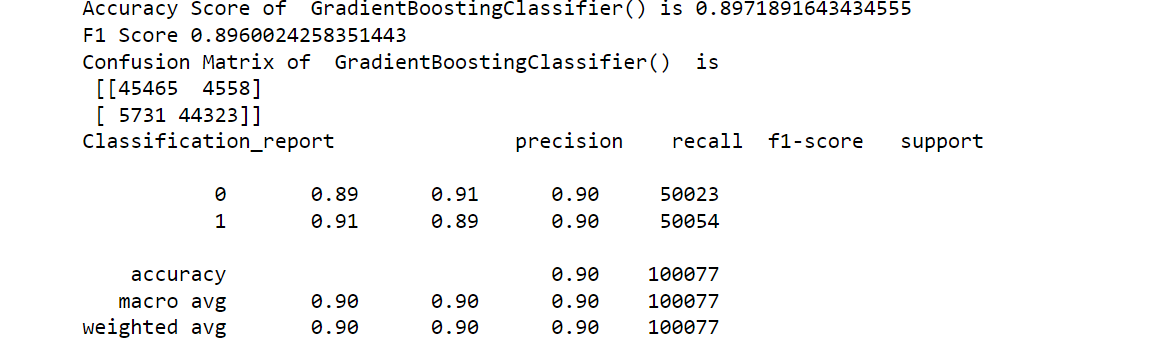 Accuracy Score of  GradientBoostingClassifier() is 0.8971891643434555
F1 Score 0.8960024258351443
Confusion Matrix of  GradientBoostingClassifier()  is
 [[45465  4558]
 [ 5731 44323]]
Classification_report               precision    recall  f1-score   support

           0       0.89      0.91      0.90     50023
           1       0.91      0.89      0.90     50054

    accuracy                           0.90    100077
   macro avg       0.90      0.90      0.90    100077
weighted avg       0.90      0.90      0.90    100077